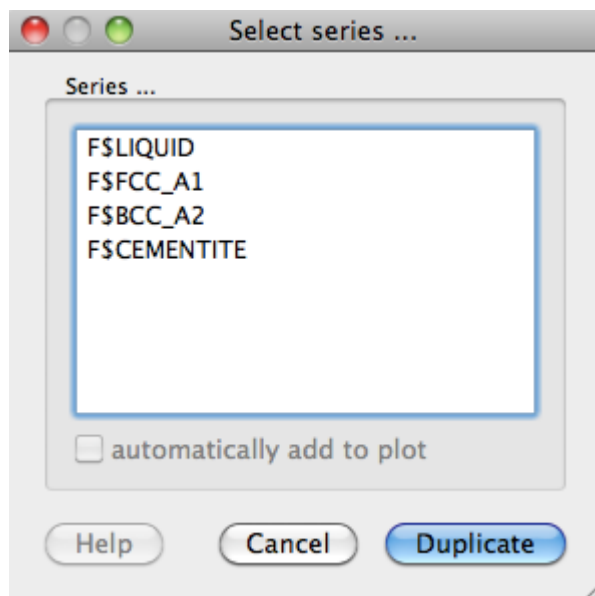 Select series ...
Series ...
F$LIQUID
F$FCC_A1
F$BCC_A2
F$CEMENTITE
automatically add to plot
Help Cancel Duplicate